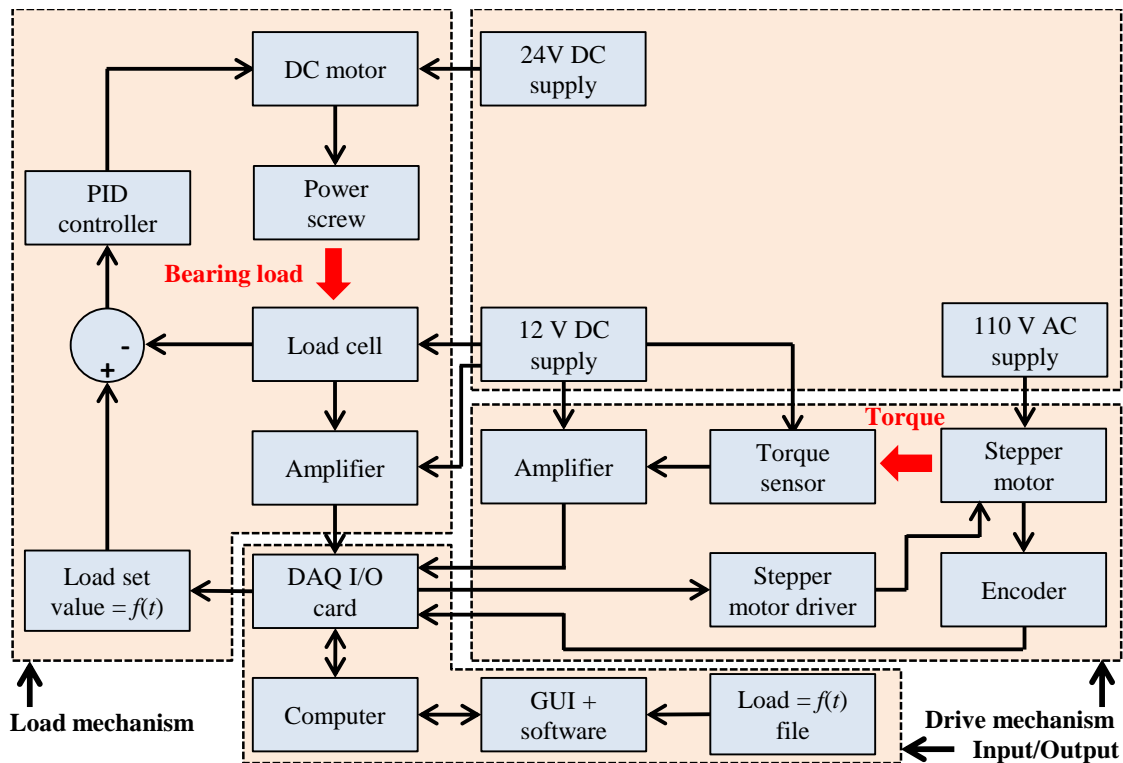 DC motor
24V DC
supply
PID
controller
Power
screw
Bearing load
-
+
Load cell
12 V DC
supply
110 V AC
supply
Torque
Amplifier
Amplifier
Torque
sensor
Stepper
motor
Load set
value = f(t)
DAQ I/O
card
Stepper
motor driver
Encoder
Load mechanism
Computer
GUI +
software
Load = f(t)
file
Drive mechanism
Input/Output